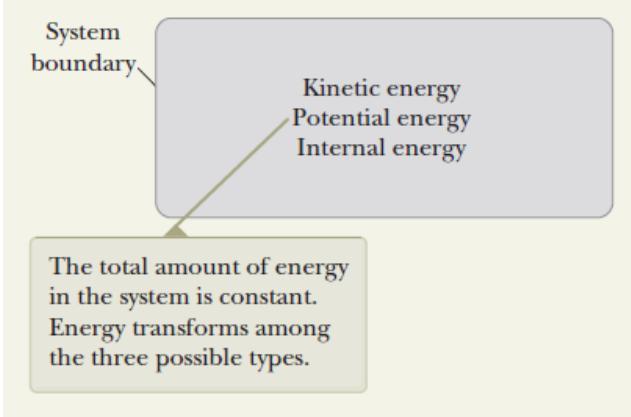 System
boundary
Kinetic energy
Potential energy
Internal energy
The total amount of energy
in the system is constant.
Energy transforms among
the three possible types.